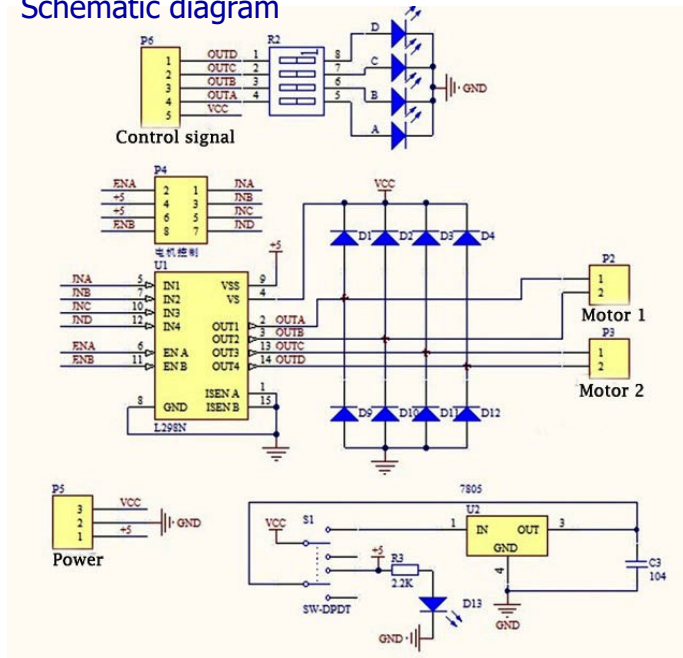 Schematic diagram
P6
1 OUTD 1
2 OUTC 2
3 OUTB 3
4 OUTA 4
5 VCC
Control signal
R2
1
8 D
7 C
6 B
5 A
GND
P4
ENA 2 1 INA
+5 4 3 INB
+5 6 5 INC
ENB 8 7 IND
电机控制
U1
INA 5 IN1
INB 7 IN2
INC 10 IN3
IND 12 IN4
ENA 6 ENA
ENB 11 ENB
8 GND
VSS 9 +5
VS 4
OUT1 2 OUTA
OUT2 3 OUTB
OUT3 13 OUTC
OUT4 14 OUTD
ISENA 1
ISENB 15
L298N
VCC
D1 D2 D3 D4
D9 D10 D11 D12
P2
1
2
Motor 1
P3
1
2
Motor 2
P5
3 VCC
2 GND
1 +5
Power
7805
VCC
S1
SW-DPDT
+5
R3
2.2K
D13
GND
U2
1 IN OUT 3
GND
4
GND
C3
104